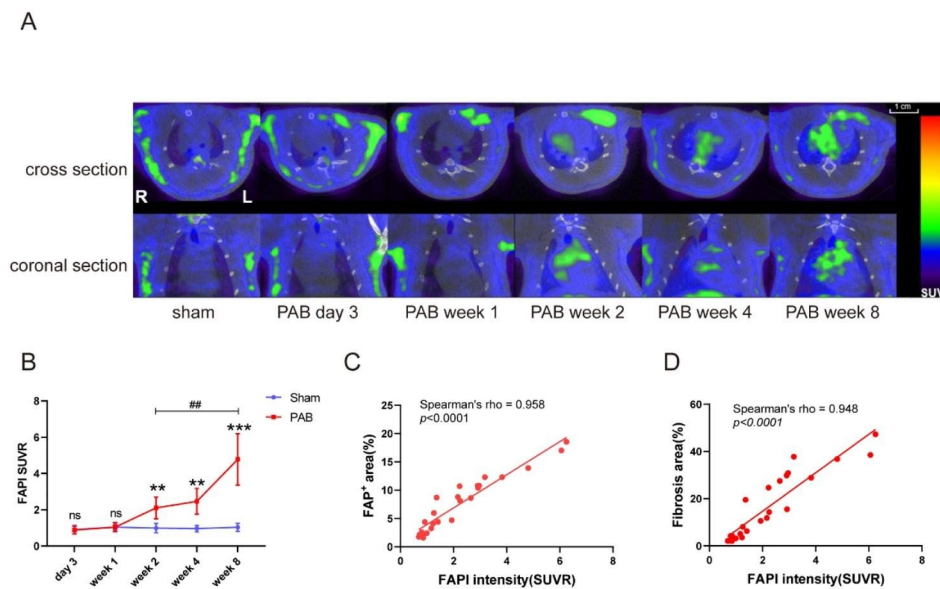 A
1 cm
cross section
R
L
coronal section
SUV
sham
PAB day 3
PAB week 1
PAB week 2
PAB week 4
PAB week 8
B
8
6
4
2
0
FAPI SUVR
Sham
PAB
##
ns
ns
**
**
***
day 3
week 1
week 2
week 4
week 8
C
Spearman's rho = 0.958
p<0.0001
25
20
15
10
5
0
FAP+ area(%)
0
2
4
6
8
FAPI intensity(SUVR)
D
Spearman's rho = 0.948
p<0.0001
60
40
20
0
Fibrosis area(%)
0
2
4
6
8
FAPI intensity(SUVR)